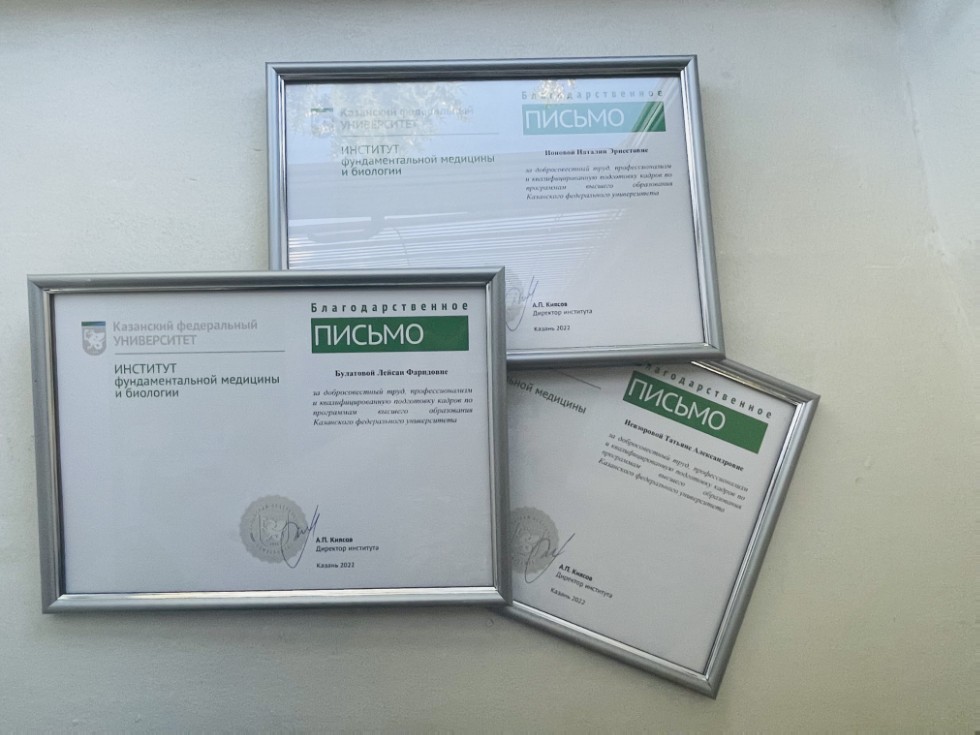 Казанский федеральный
УНИВЕРСИТЕТ
ИНСТИТУТ
фундаментальной медицины
и биологии
Благодарственное
ПИСЬМО
Поповой Наталии Эрнестовне
за добросовестный труд, профессионализм
и квалифицированную подготовку кадров по
программам высшего образования
Казанского федерального университета
А.П. Киясов
Директор института
Казань 2022
Казанский федеральный
УНИВЕРСИТЕТ
ИНСТИТУТ
фундаментальной медицины
и биологии
Благодарственное
ПИСЬМО
Булатовой Лейсан Фаридовне
за добросовестный труд, профессионализм
и квалифицированную подготовку кадров по
программам высшего образования
Казанского федерального университета
А.П. Киясов
Директор института
Казань 2022
медицины
Благодарственное
ПИСЬМО
Невзоровой Татьяне Александровне
за добросовестный труд, профессионализм
и квалифицированную подготовку кадров по
программам высшего образования
Казанского федерального университета
А.П. Киясов
Директор института
Казань 2022